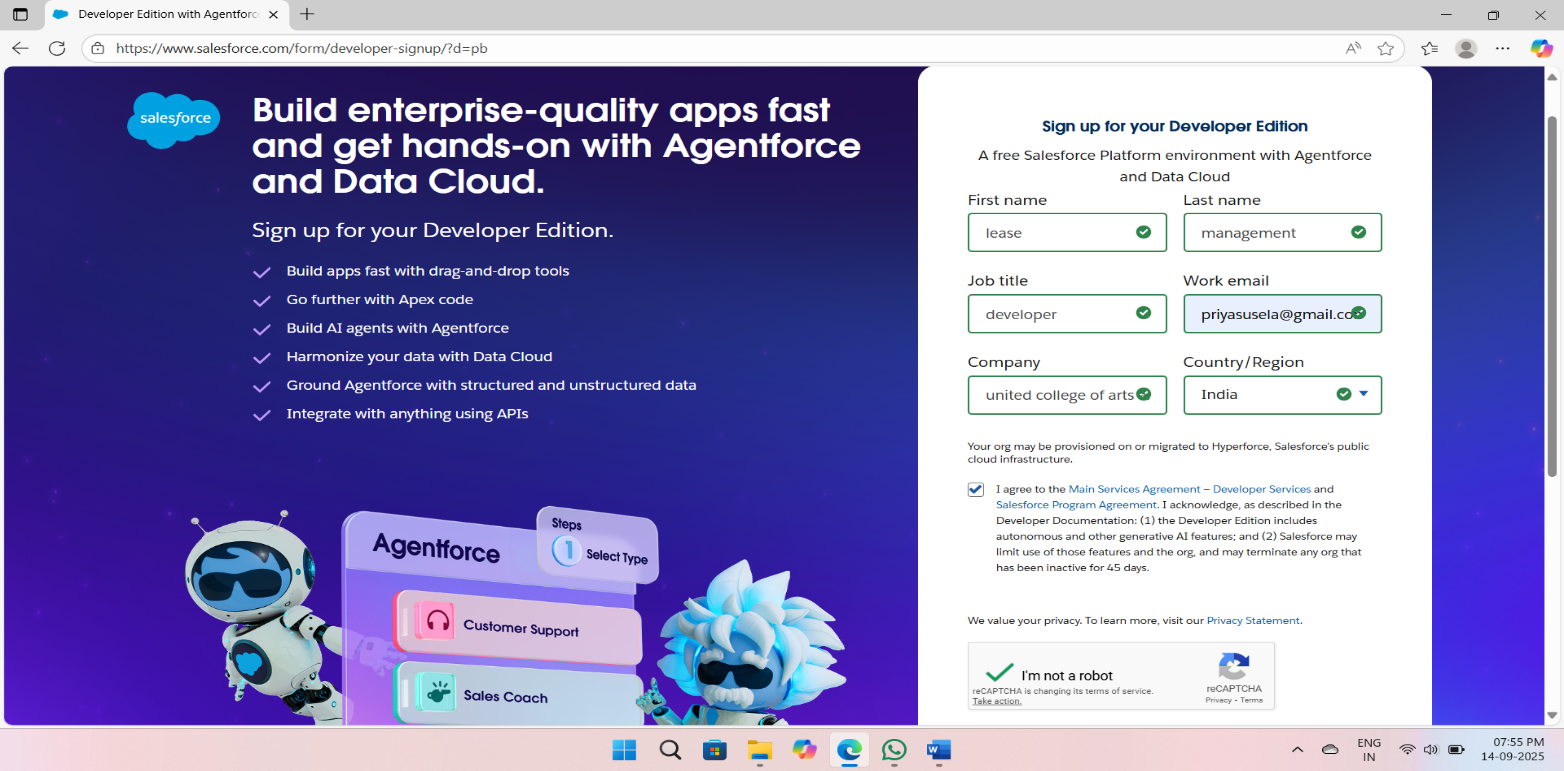 Developer Edition with Agentforc
https://www.salesforce.com/form/developer-signup/?d=pb
salesforce
Build enterprise-quality apps fast
and get hands-on with Agentforce
and Data Cloud.
Sign up for your Developer Edition.
Build apps fast with drag-and-drop tools
Go further with Apex code
Build AI agents with Agentforce
Harmonize your data with Data Cloud
Ground Agentforce with structured and unstructured data
Integrate with anything using APIs
Agentforce
Steps
1 Select Type
Customer Support
Sales Coach
Sign up for your Developer Edition
A free Salesforce Platform environment with Agentforce
and Data Cloud
First name Last name
lease management
Job title Work email
developer priyasusela@gmail.co
Company Country/Region
united college of arts India
Your org may be provisioned on or migrated to Hyperforce, Salesforce's public
cloud infrastructure.
I agree to the Main Services Agreement – Developer Services and
Salesforce Program Agreement. I acknowledge, as described in the
Developer Documentation: (1) the Developer Edition includes
autonomous and other generative AI features; and (2) Salesforce may
limit use of those features and the org, and may terminate any org that
has been inactive for 45 days.
We value your privacy. To learn more, visit our Privacy Statement.
I'm not a robot
reCAPTCHA is changing its terms of service.
Take action.
reCAPTCHA
Privacy - Terms
ENG
IN
07:55 PM
14-09-2025